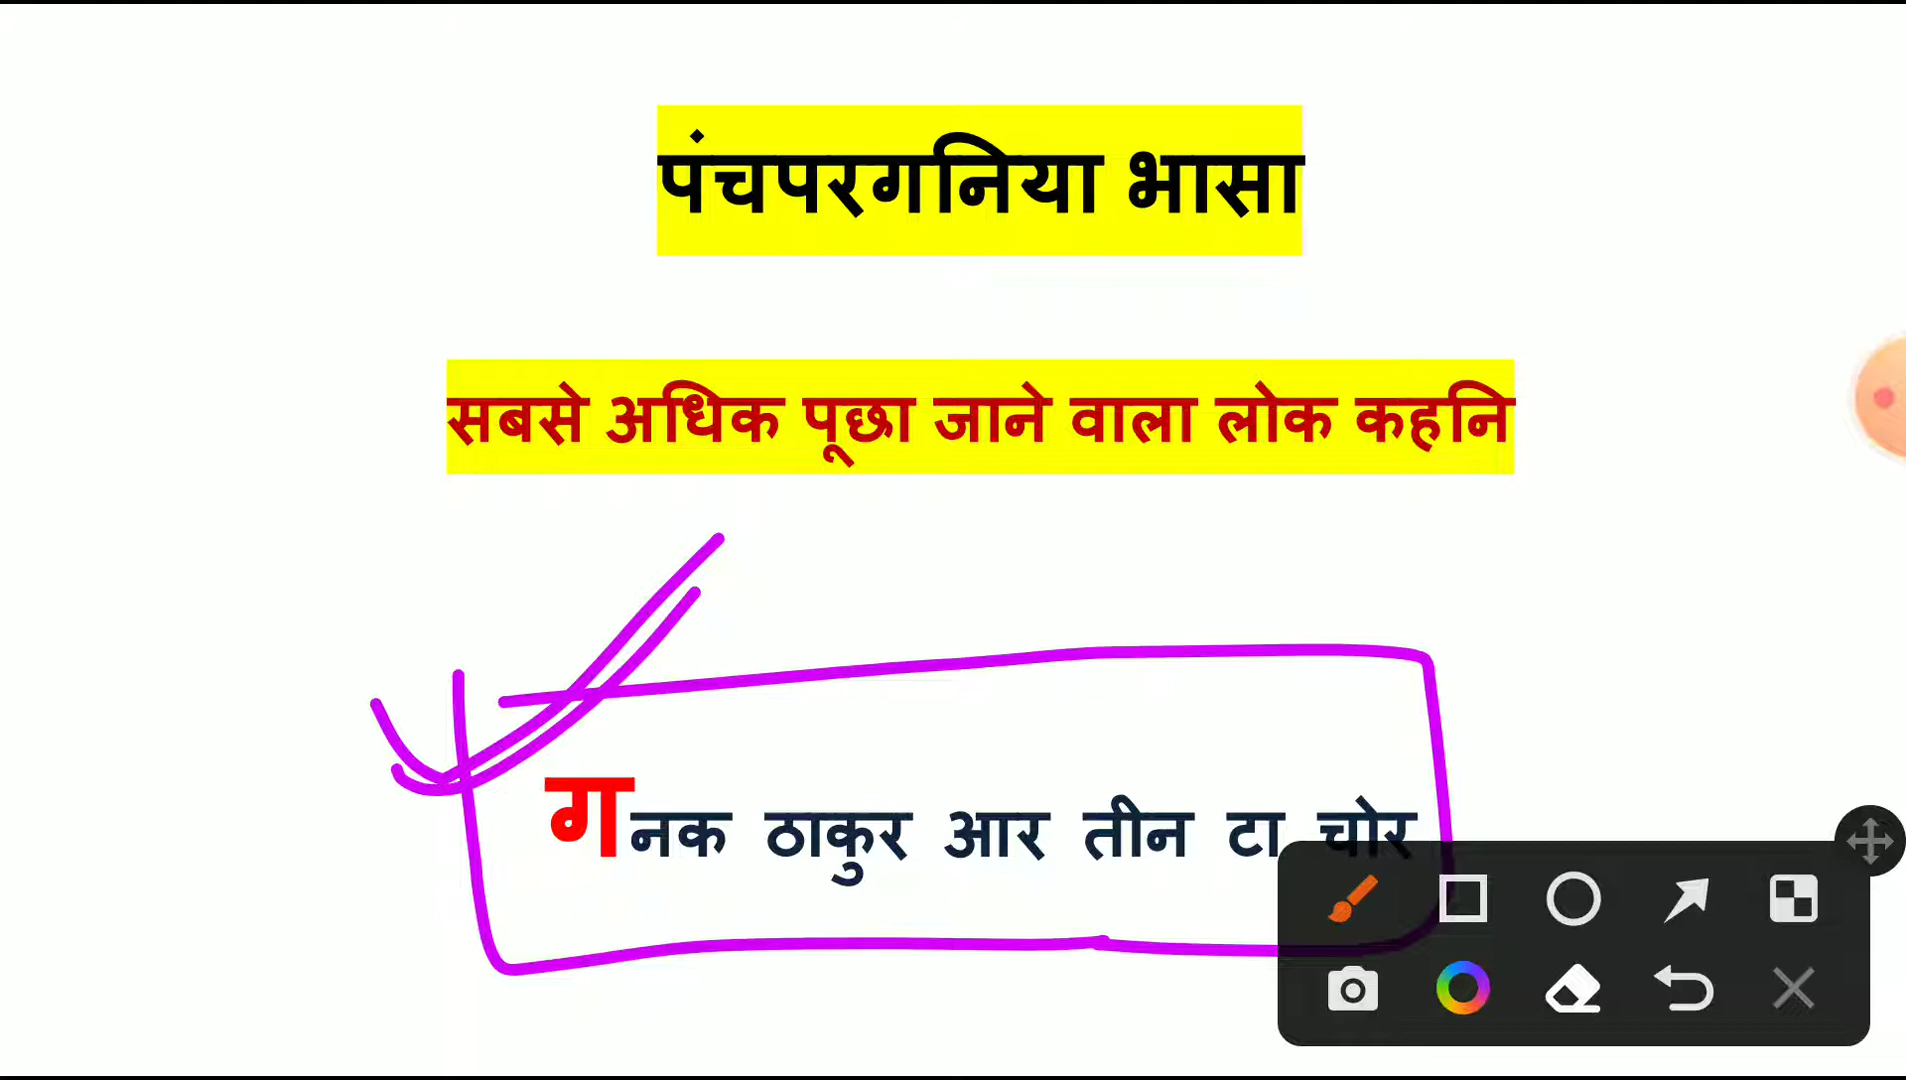 पंचपरगनिया भासा
सबसे अधिक पूछा जाने वाला लोक कहनि
गनक ठाकुर आर तीन टा चोर